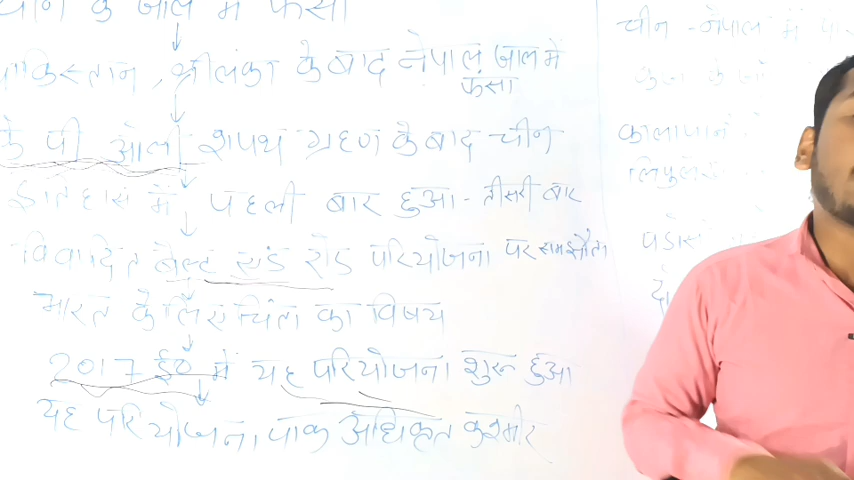 के जाल में फंसा
पाकिस्तान, श्रीलंका के बाद नेपाल जाल में
फंसा
के पी ओली शपथ ग्रहण के बाद चीन
इतिहास में पहली बार हुआ - तीसरी बार
विवादित बेल्ट एंड रोड परियोजना पर समझौता
भारत के लिए चिंता का विषय
2017 ई० में यह परियोजना शुरू हुआ
यह परियोजना पाक अधिकृत कश्मीर
चीन - नेपाल में